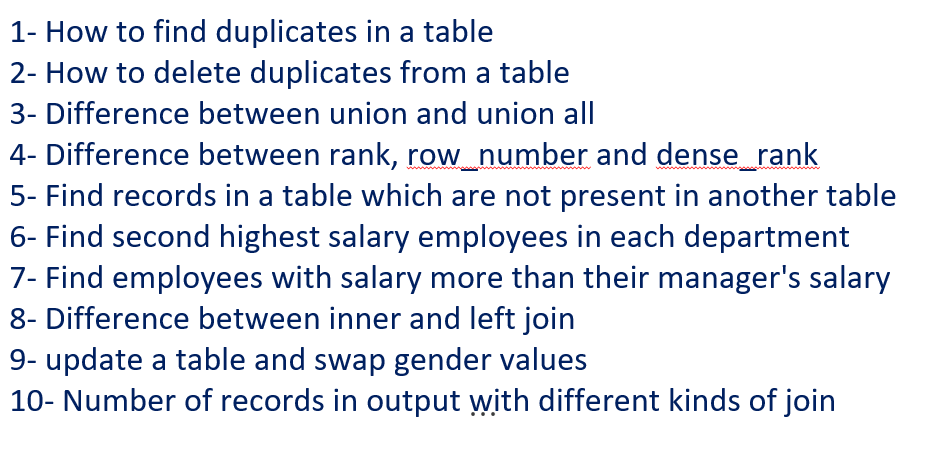 1- How to find duplicates in a table
2- How to delete duplicates from a table
3- Difference between union and union all
4- Difference between rank, row_number and dense_rank
5- Find records in a table which are not present in another table
6- Find second highest salary employees in each department
7- Find employees with salary more than their manager's salary
8- Difference between inner and left join
9- update a table and swap gender values
10- Number of records in output with different kinds of join